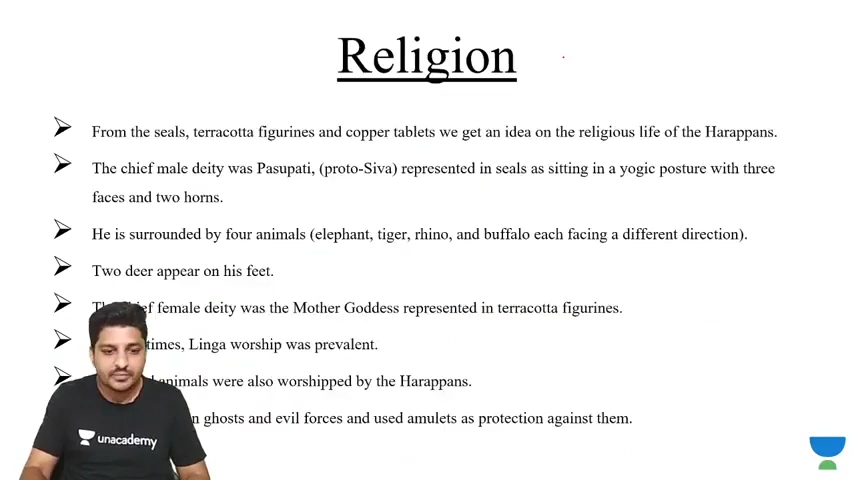 Religion
From the seals, terracotta figurines and copper tablets we get an idea on the religious life of the Harappans.
The chief male deity was Pasupati, (proto-Siva) represented in seals as sitting in a yogic posture with three
faces and two horns.
He is surrounded by four animals (elephant, tiger, rhino, and buffalo each facing a different direction).
Two deer appear on his feet.
female deity was the Mother Goddess represented in terracotta figurines.
times, Linga worship was prevalent.
animals were also worshipped by the Harappans.
ghosts and evil forces and used amulets as protection against them.
unacademy